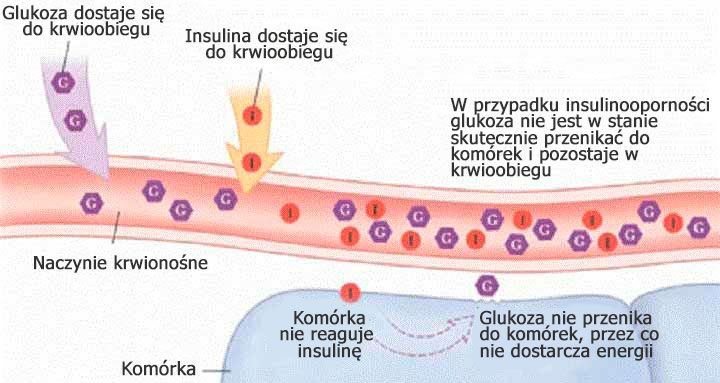 Glukoza dostaje się
do krwioobiegu
Insulina dostaje się
do krwioobiegu
G
G
i
i
W przypadku insulinooporności
glukoza nie jest w stanie
skutecznie przenikać do
komórek i pozostaje w
krwioobiegu
G
G
G
G
i
G
i
i
G
G
i
G
i
G
i
G
G
i
G
i
G
i
G
Naczynie krwionośne
i
G
Komórka
nie reaguje
insulinę
Glukoza nie przenika
do komórek, przez co
nie dostarcza energii
Komórka